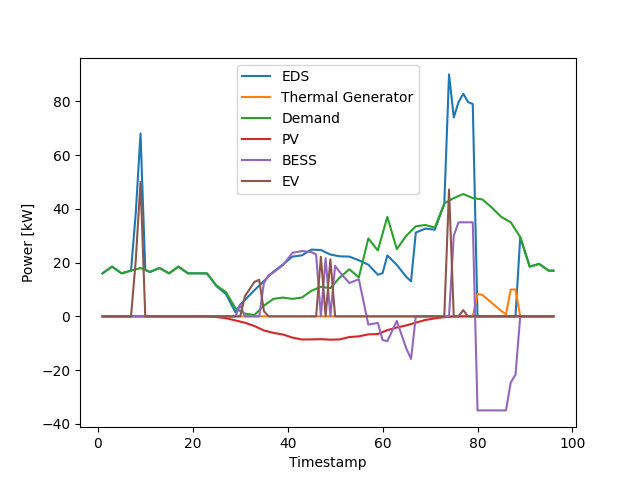 EDS
Thermal Generator
Demand
PV
BESS
EV
80
60
40
20
0
−20
−40
Power [kW]
0 20 40 60 80 100
Timestamp